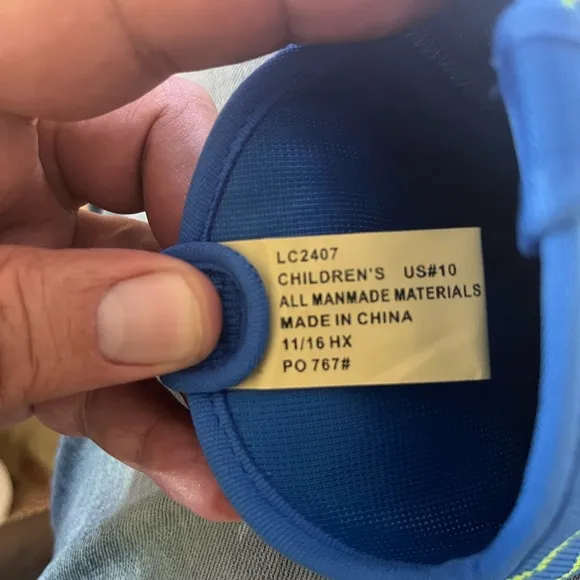 LC2407
CHILDREN'S US#10
ALL MANMADE MATERIALS
MADE IN CHINA
11/16 HX
PO 767#